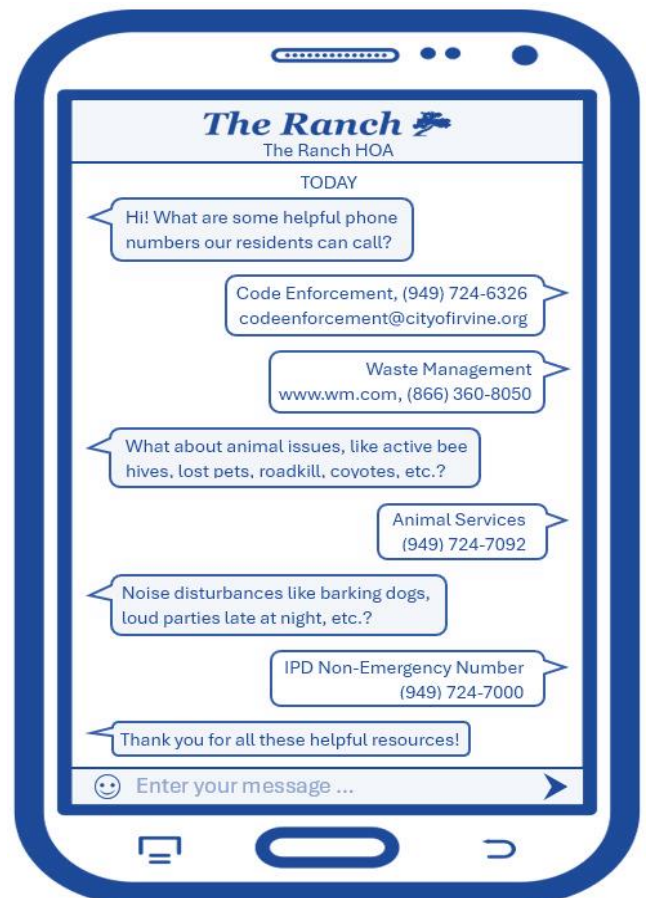 The Ranch
The Ranch HOA
TODAY
Hi! What are some helpful phone
numbers our residents can call?
Code Enforcement, (949) 724-6326
codeenforcement@cityofirvine.org
Waste Management
www.wm.com, (866) 360-8050
What about animal issues, like active bee
hives, lost pets, roadkill, coyotes, etc.?
Animal Services
(949) 724-7092
Noise disturbances like barking dogs,
loud parties late at night, etc.?
IPD Non-Emergency Number
(949) 724-7000
Thank you for all these helpful resources!
Enter your message ...